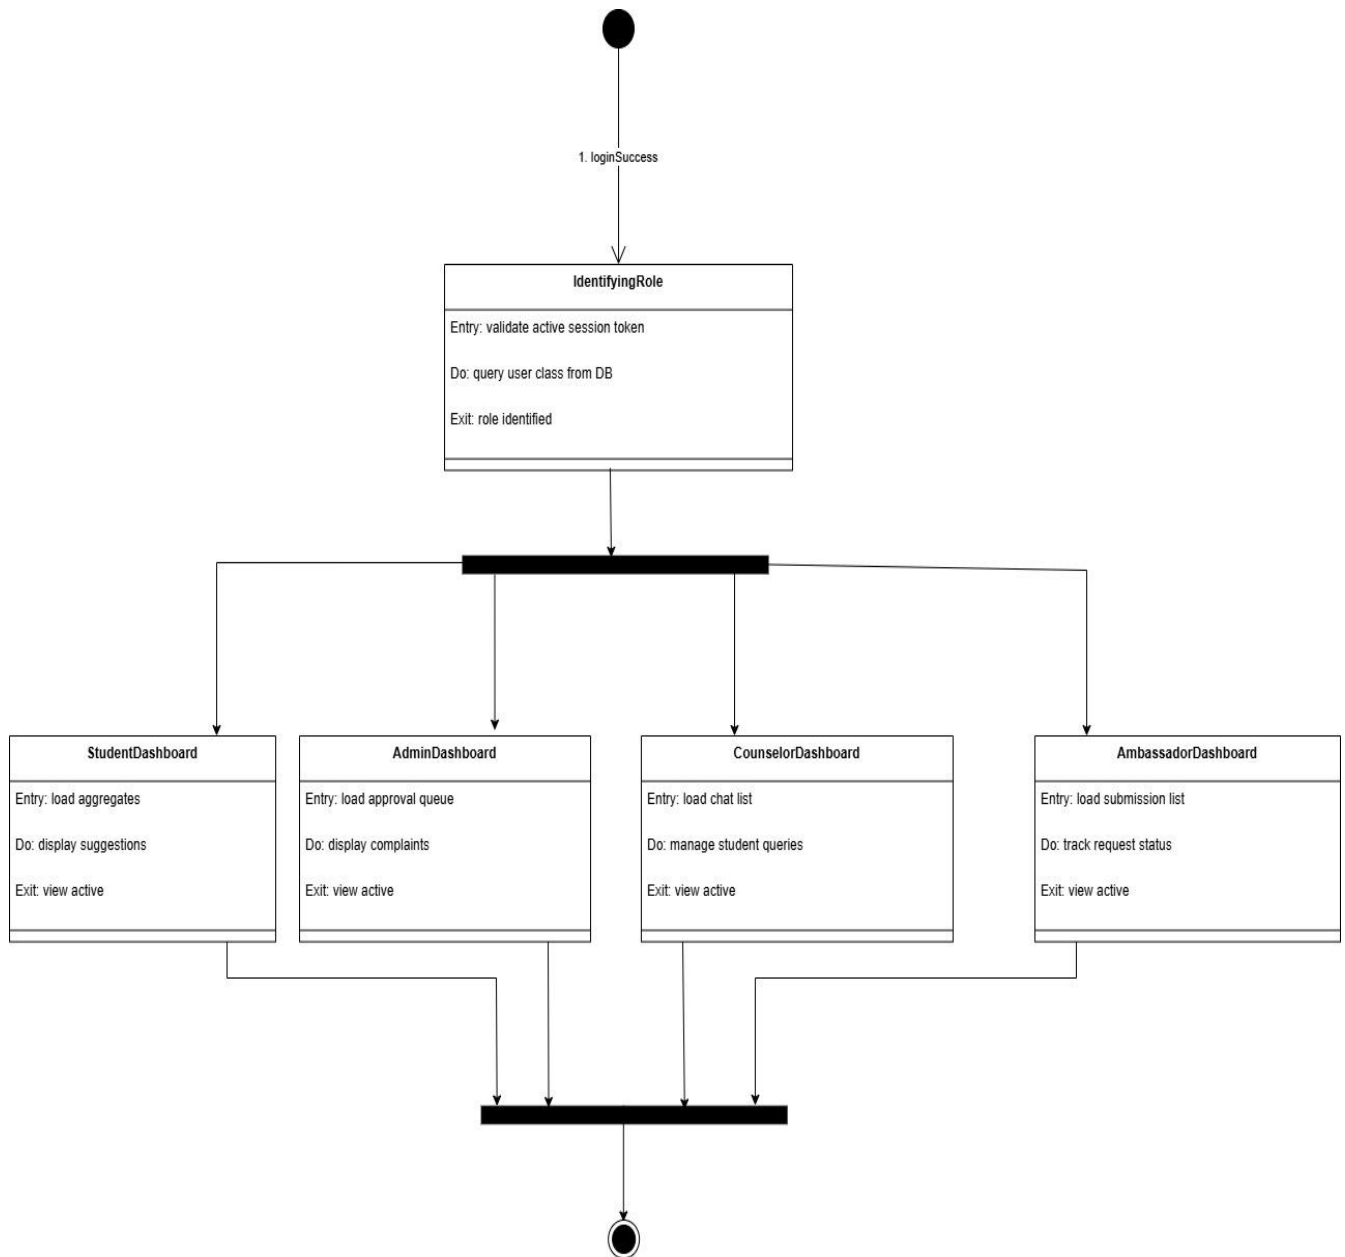 1. loginSuccess
IdentifyingRole
Entry: validate active session token
Do: query user class from DB
Exit: role identified
StudentDashboard
Entry: load aggregates
Do: display suggestions
Exit: view active
AdminDashboard
Entry: load approval queue
Do: display complaints
Exit: view active
CounselorDashboard
Entry: load chat list
Do: manage student queries
Exit: view active
AmbassadorDashboard
Entry: load submission list
Do: track request status
Exit: view active